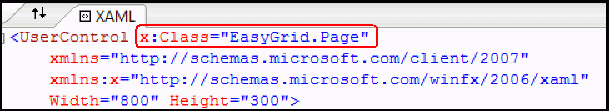 XAML
<UserControl x:Class="EasyGrid.Page"
xmlns="http://schemas.microsoft.com/client/2007"
xmlns:x="http://schemas.microsoft.com/winfx/2006/xaml"
Width="800" Height="300">